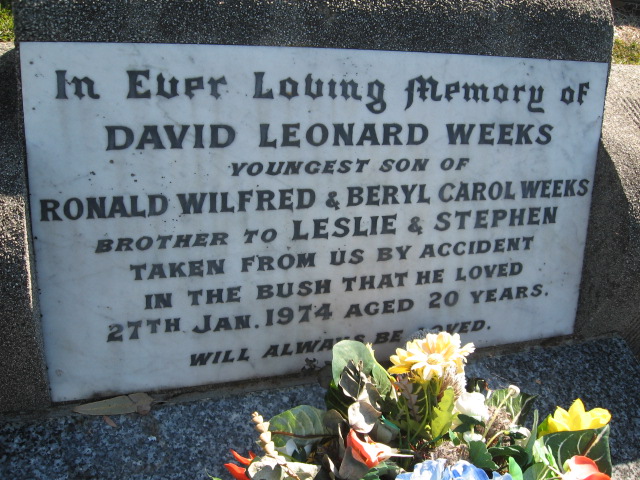 In Ever Loving Memory of
DAVID LEONARD WEEKS
YOUNGEST SON OF
RONALD WILFRED & BERYL CAROL WEEKS
BROTHER TO LESLIE & STEPHEN
TAKEN FROM US BY ACCIDENT
IN THE BUSH THAT HE LOVED
27TH JAN. 1974 AGED 20 YEARS.
WILL ALWAYS BE LOVED.